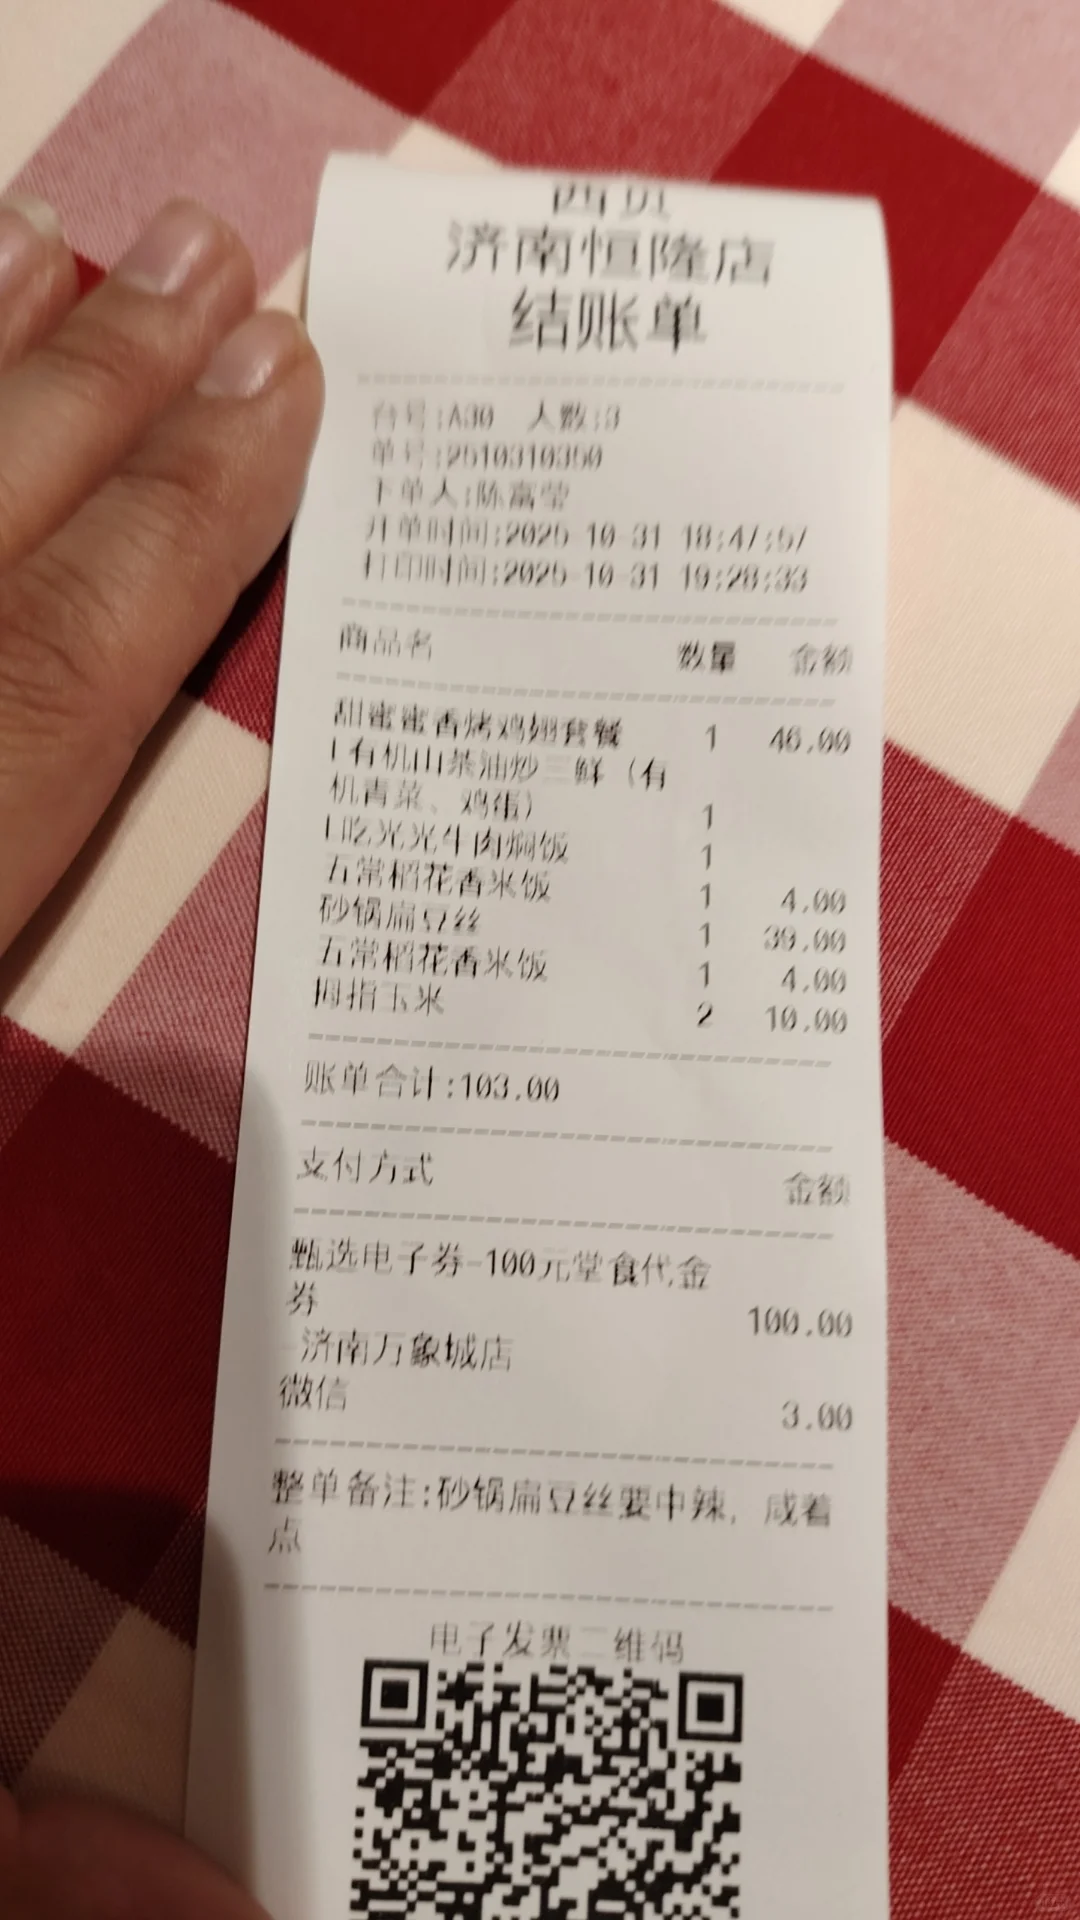 西贝
济南恒隆店
结账单
台号:A30 人数:3
单号:2510310350
下单人:陈富莹
开单时间:2025-10-31 18:47:57
打印时间:2025-10-31 19:28:33
商品名 数量 金额
甜蜜蜜香烤鸡翅套餐 1 46.00
|有机山茶油炒三鲜（有
机青菜、鸡蛋） 1
|吃光光牛肉焖饭 1
五常稻花香米饭 1 4.00
砂锅扁豆丝 1 39.00
五常稻花香米饭 1 4.00
拇指玉米 2 10.00
账单合计:103.00
支付方式 金额
甄选电子券-100元堂食代金
券 100.00
-济南万象城店
微信 3.00
整单备注:砂锅扁豆丝要中辣，咸着
点
电子发票二维码